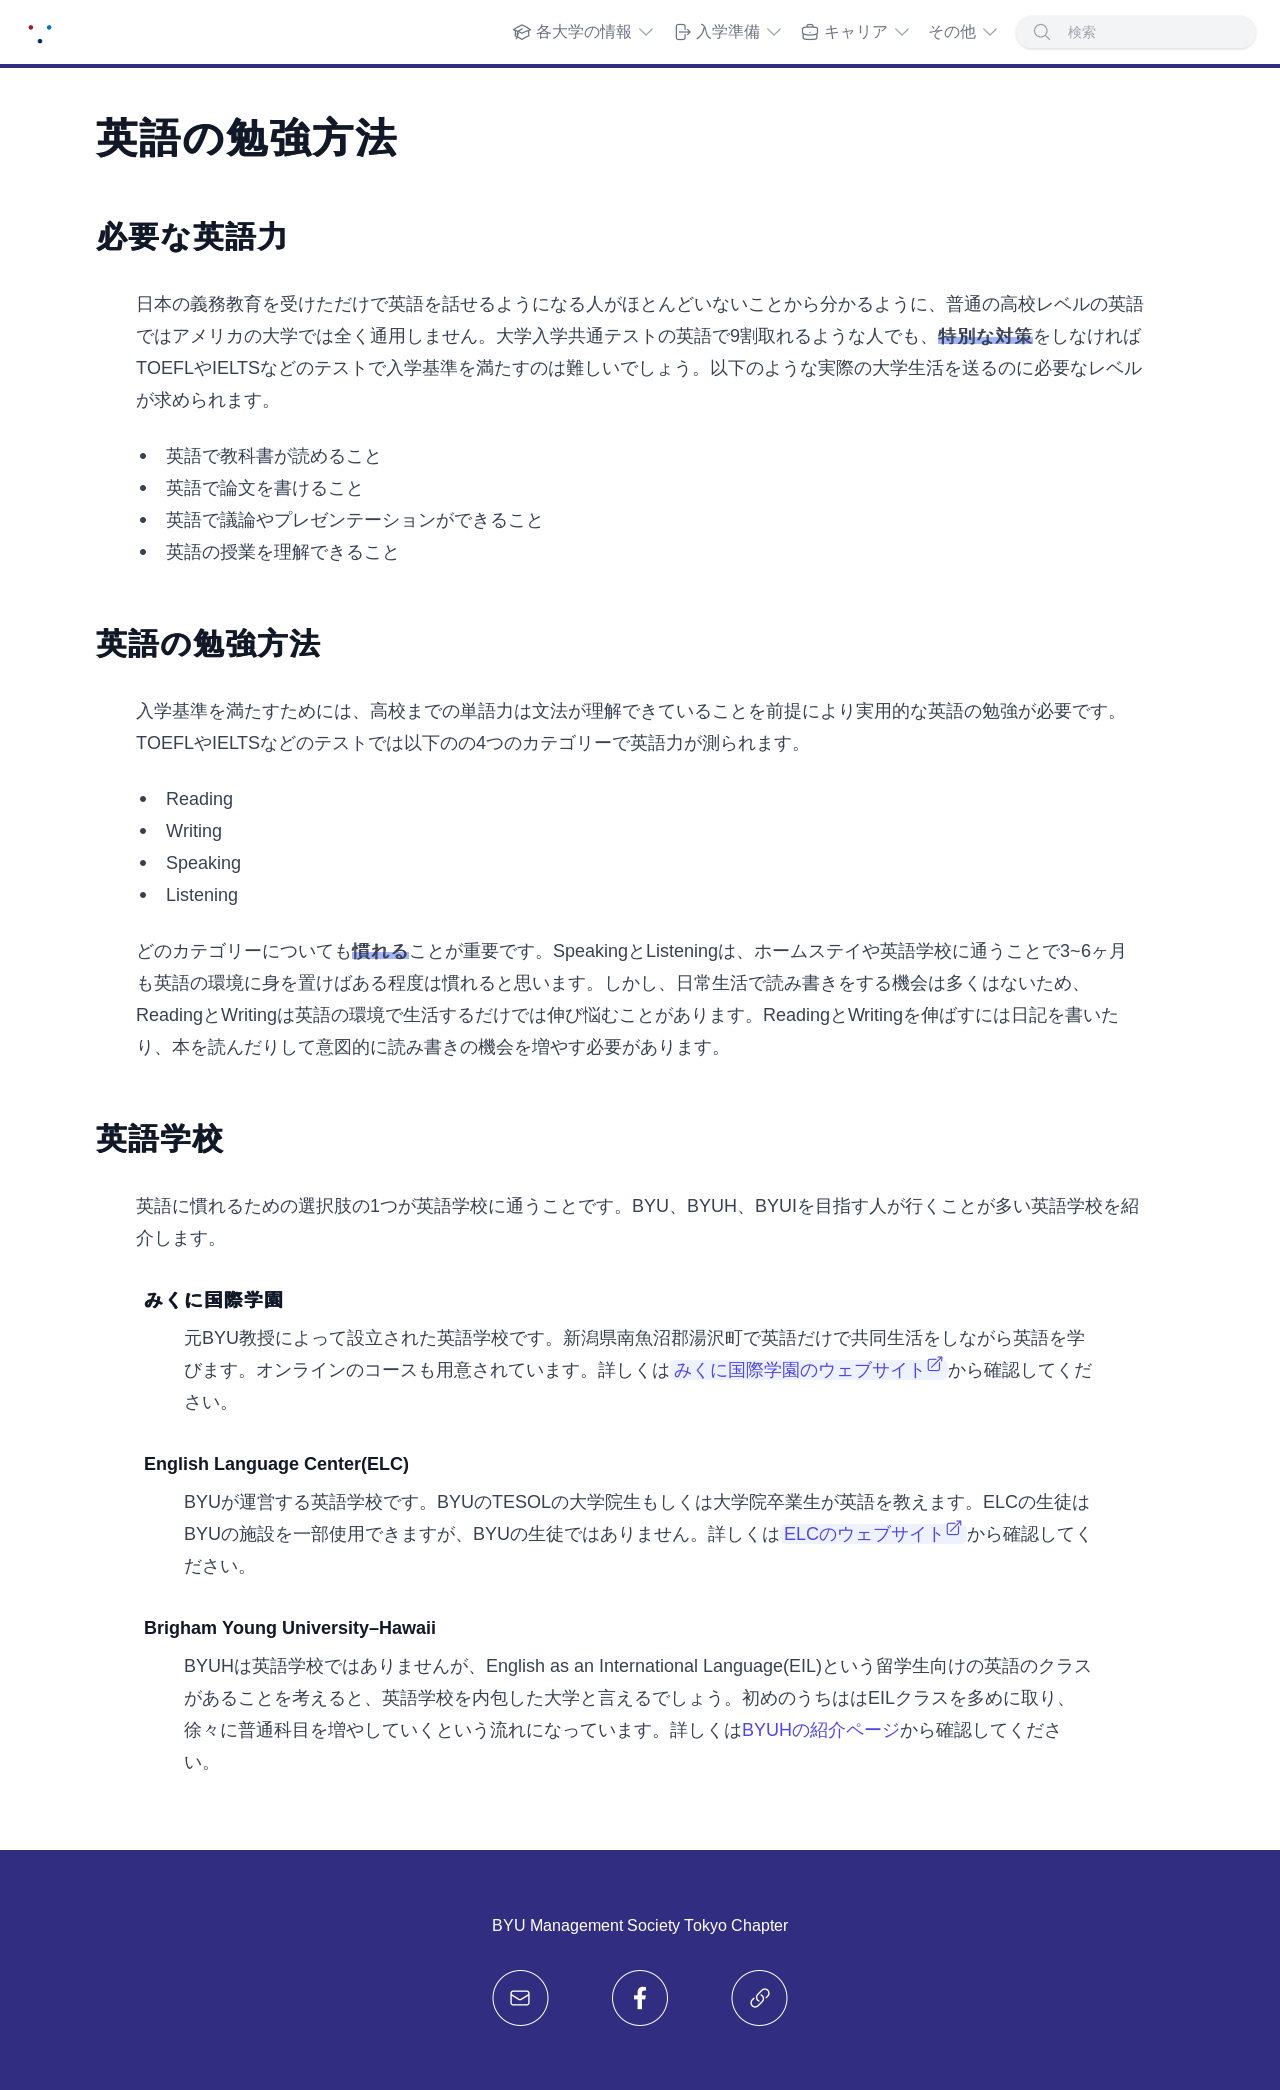 各大学の情報 入学準備 キャリア その他 検索
英語の勉強方法
必要な英語力
日本の義務教育を受けただけで英語を話せるようになる人がほとんどいないことから分かるように、普通の高校レベルの英語
ではアメリカの大学では全く通用しません。大学入学共通テストの英語で9割取れるような人でも、特別な対策をしなければ
TOEFLやIELTSなどのテストで入学基準を満たすのは難しいでしょう。以下のような実際の大学生活を送るのに必要なレベル
が求められます。
• 英語で教科書が読めること
• 英語で論文を書けること
• 英語で議論やプレゼンテーションができること
• 英語の授業を理解できること
英語の勉強方法
入学基準を満たすためには、高校までの単語力は文法が理解できていることを前提により実用的な英語の勉強が必要です。
TOEFLやIELTSなどのテストでは以下のの4つのカテゴリーで英語力が測られます。
• Reading
• Writing
• Speaking
• Listening
どのカテゴリーについても慣れることが重要です。SpeakingとListeningは、ホームステイや英語学校に通うことで3~6ヶ月
も英語の環境に身を置けばある程度は慣れると思います。しかし、日常生活で読み書きをする機会は多くはないため、
ReadingとWritingは英語の環境で生活するだけでは伸び悩むことがあります。ReadingとWritingを伸ばすには日記を書いた
り、本を読んだりして意図的に読み書きの機会を増やす必要があります。
英語学校
英語に慣れるための選択肢の1つが英語学校に通うことです。BYU、BYUH、BYUIを目指す人が行くことが多い英語学校を紹
介します。
みくに国際学園
元BYU教授によって設立された英語学校です。新潟県南魚沼郡湯沢町で英語だけで共同生活をしながら英語を学
びます。オンラインのコースも用意されています。詳しくはみくに国際学園のウェブサイトから確認してくだ
さい。
English Language Center(ELC)
BYUが運営する英語学校です。BYUのTESOLの大学院生もしくは大学院卒業生が英語を教えます。ELCの生徒は
BYUの施設を一部使用できますが、BYUの生徒ではありません。詳しくはELCのウェブサイトから確認してく
ださい。
Brigham Young University–Hawaii
BYUHは英語学校ではありませんが、English as an International Language(EIL)という留学生向けの英語のクラス
があることを考えると、英語学校を内包した大学と言えるでしょう。初めのうちははEILクラスを多めに取り、
徐々に普通科目を増やしていくという流れになっています。詳しくはBYUHの紹介ページから確認してくださ
い。
BYU Management Society Tokyo Chapter